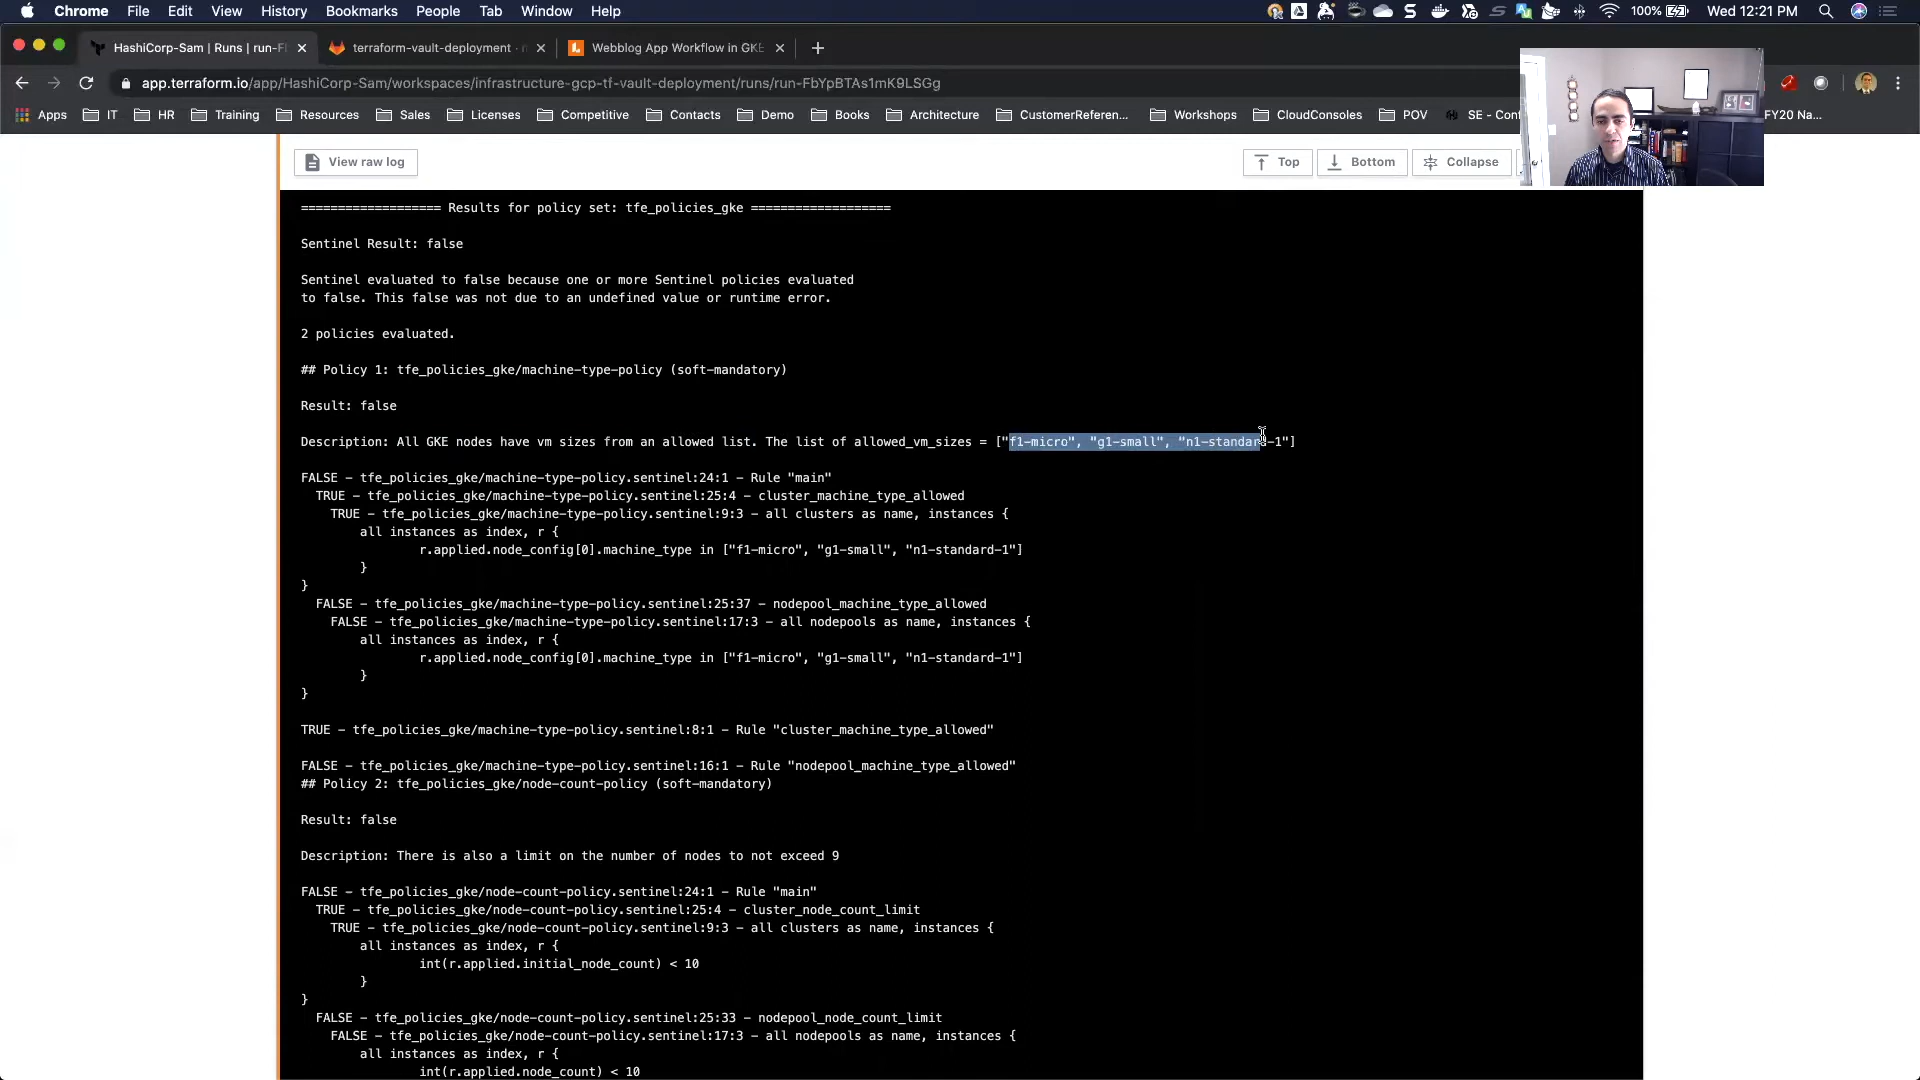 Chrome File Edit View History Bookmarks People Tab Window Help 100% Wed 12:21 PM
HashiCorp-Sam | Runs | run-F terraform-vault-deployment Webblog App Workflow in GKE
app.terraform.io/app/HashiCorp-Sam/workspaces/infrastructure-gcp-tf-vault-deployment/runs/run-FbYpBTAs1mK9LSGg
Apps IT HR Training Resources Sales Licenses Competitive Contacts Demo Books Architecture CustomerReferen... Workshops CloudConsoles POV SE - Con FY20 Na...
View raw log Top Bottom Collapse
=================== Results for policy set: tfe_policies_gke ===================
Sentinel Result: false
Sentinel evaluated to false because one or more Sentinel policies evaluated
to false. This false was not due to an undefined value or runtime error.
2 policies evaluated.
## Policy 1: tfe_policies_gke/machine-type-policy (soft-mandatory)
Result: false
Description: All GKE nodes have vm sizes from an allowed list. The list of allowed_vm_sizes = ["f1-micro", "g1-small", "n1-standard-1"]
FALSE - tfe_policies_gke/machine-type-policy.sentinel:24:1 - Rule "main"
TRUE - tfe_policies_gke/machine-type-policy.sentinel:25:4 - cluster_machine_type_allowed
TRUE - tfe_policies_gke/machine-type-policy.sentinel:9:3 - all clusters as name, instances {
all instances as index, r {
r.applied.node_config[0].machine_type in ["f1-micro", "g1-small", "n1-standard-1"]
}
}
FALSE - tfe_policies_gke/machine-type-policy.sentinel:25:37 - nodepool_machine_type_allowed
FALSE - tfe_policies_gke/machine-type-policy.sentinel:17:3 - all nodepools as name, instances {
all instances as index, r {
r.applied.node_config[0].machine_type in ["f1-micro", "g1-small", "n1-standard-1"]
}
}
TRUE - tfe_policies_gke/machine-type-policy.sentinel:8:1 - Rule "cluster_machine_type_allowed"
FALSE - tfe_policies_gke/machine-type-policy.sentinel:16:1 - Rule "nodepool_machine_type_allowed"
## Policy 2: tfe_policies_gke/node-count-policy (soft-mandatory)
Result: false
Description: There is also a limit on the number of nodes to not exceed 9
FALSE - tfe_policies_gke/node-count-policy.sentinel:24:1 - Rule "main"
TRUE - tfe_policies_gke/node-count-policy.sentinel:25:4 - cluster_node_count_limit
TRUE - tfe_policies_gke/node-count-policy.sentinel:9:3 - all clusters as name, instances {
all instances as index, r {
int(r.applied.initial_node_count) < 10
}
}
FALSE - tfe_policies_gke/node-count-policy.sentinel:25:33 - nodepool_node_count_limit
FALSE - tfe_policies_gke/node-count-policy.sentinel:17:3 - all nodepools as name, instances {
all instances as index, r {
int(r.applied.node_count) < 10